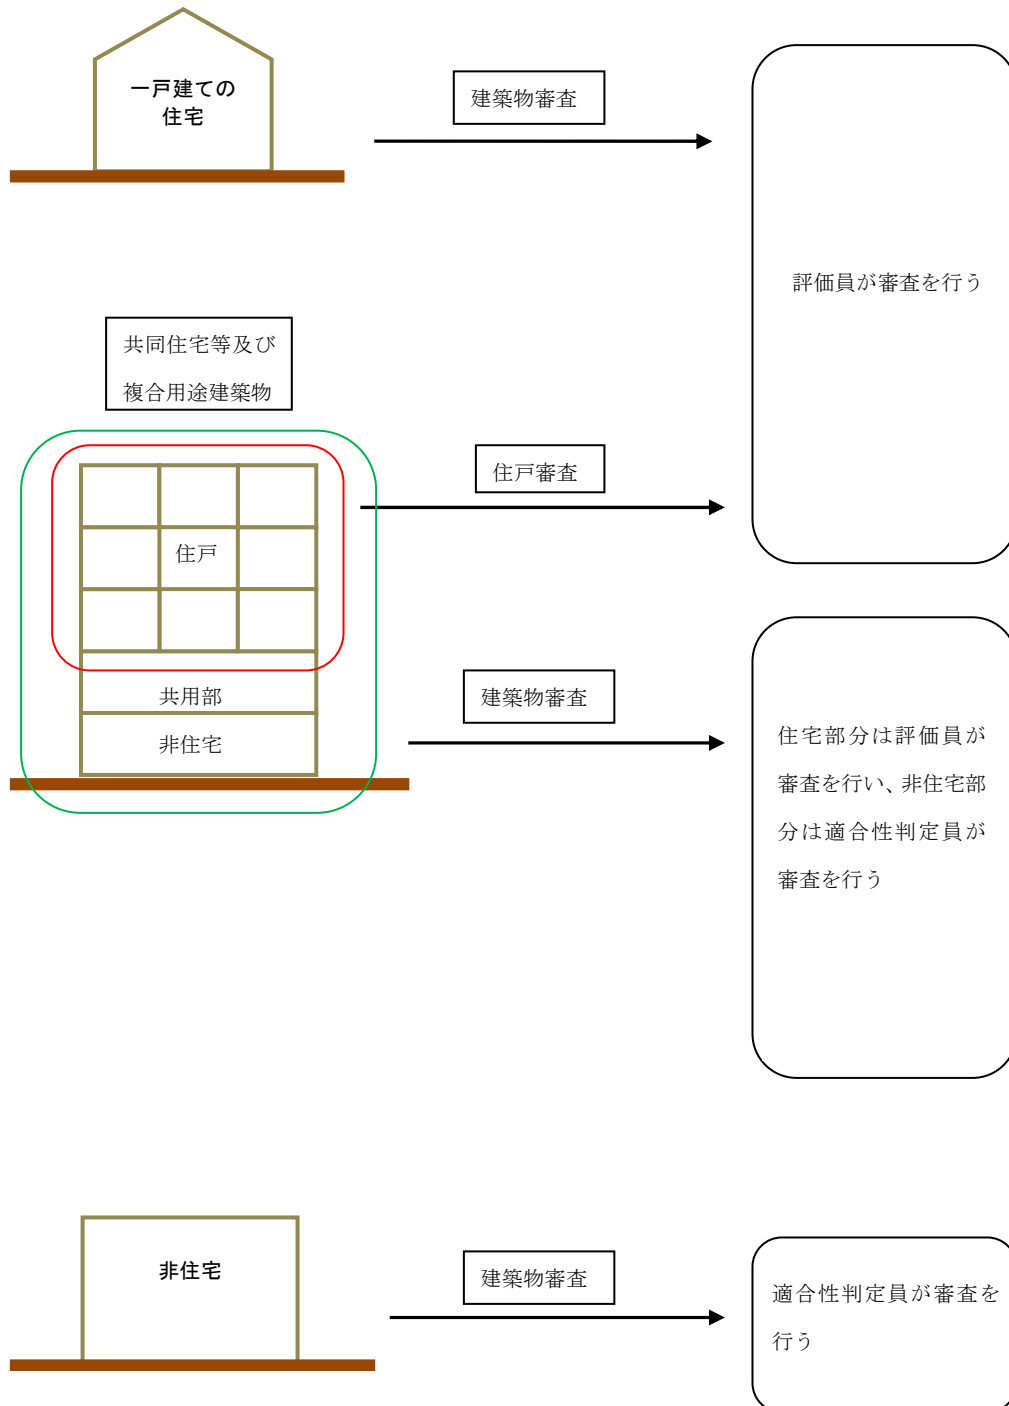 一戸建ての
住宅
建築物審査
評価員が審査を行う
共同住宅等及び
複合用途建築物
住戸審査
住戸
共用部
非住宅
建築物審査
住宅部分は評価員が
審査を行い、非住宅部
分は適合性判定員が
審査を行う
非住宅
建築物審査
適合性判定員が審査を
行う